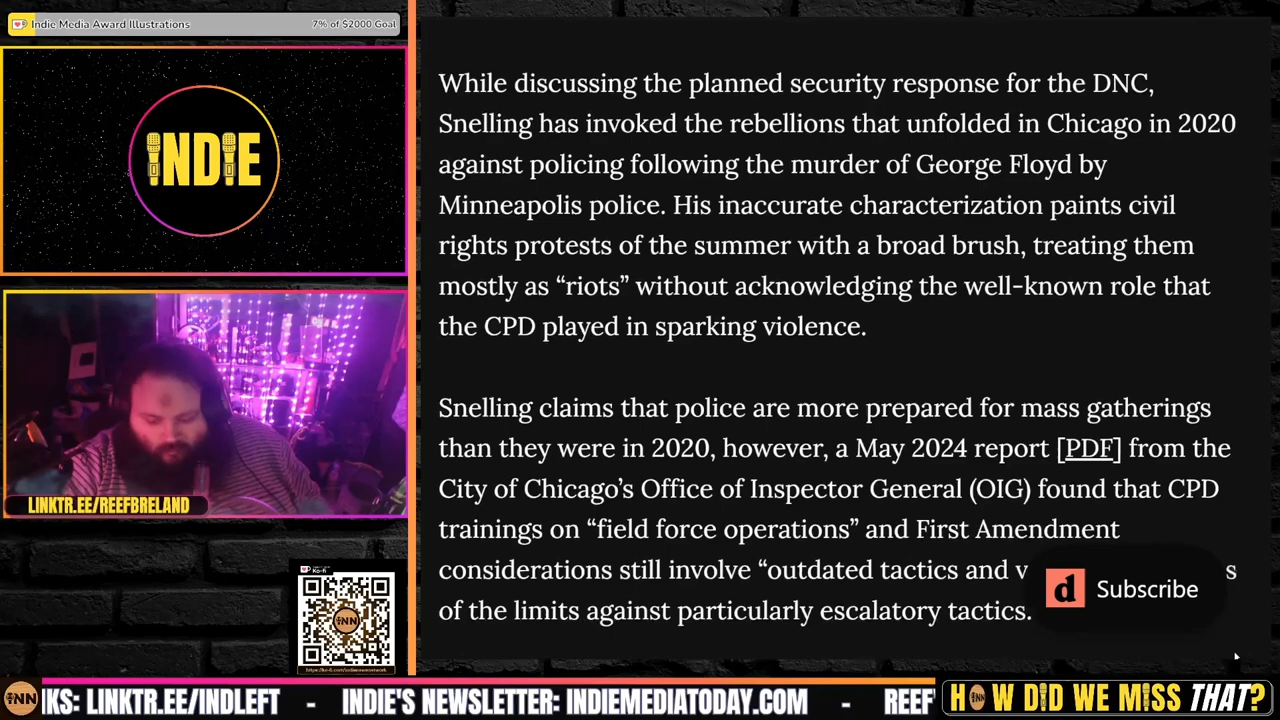 Indie Media Award Illustrations 7% of $2000 Goal
INDIE
LINKTR.EE/REEFBRELAND
Ko-fi
INN
While discussing the planned security response for the DNC,
Snelling has invoked the rebellions that unfolded in Chicago in 2020
against policing following the murder of George Floyd by
Minneapolis police. His inaccurate characterization paints civil
rights protests of the summer with a broad brush, treating them
mostly as “riots” without acknowledging the well-known role that
the CPD played in sparking violence.
Snelling claims that police are more prepared for mass gatherings
than they were in 2020, however, a May 2024 report [PDF] from the
City of Chicago’s Office of Inspector General (OIG) found that CPD
trainings on “field force operations” and First Amendment
considerations still involve “outdated tactics and v s
of the limits against particularly escalatory tactics.
d Subscribe
INN IKS: LINKTR.EE/INDLEFT - INDIE'S NEWSLETTER: INDIEMEDIATODAY.COM - REEF
HOW DID WE MISS THAT?